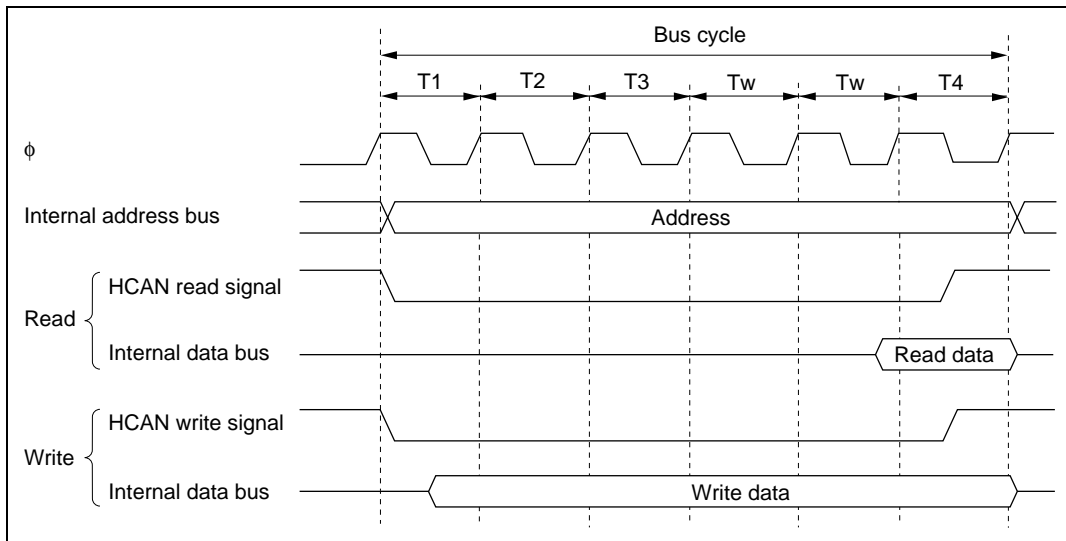 Bus cycle
T1 T2 T3 Tw Tw T4
ϕ
Internal address bus Address
HCAN read signal
Read
Internal data bus Read data
HCAN write signal
Write
Internal data bus Write data